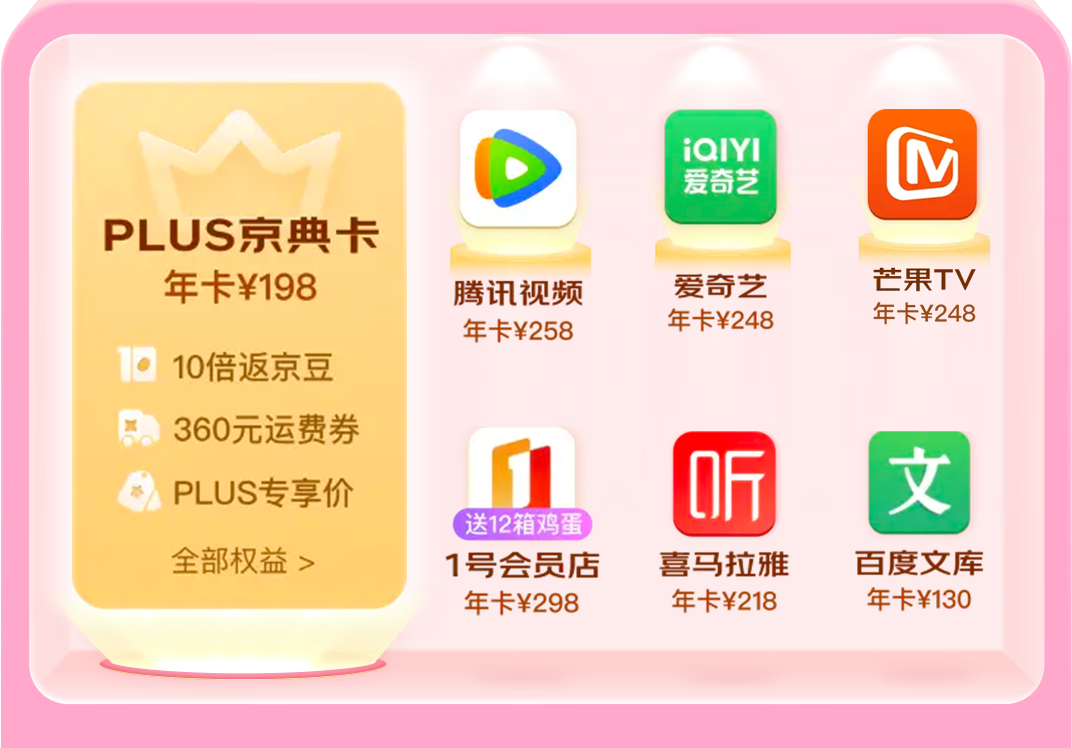 PLUS京典卡
年卡¥198
10倍返京豆
360元运费券
PLUS专享价
全部权益 >
腾讯视频
年卡¥258
iQIYI
爱奇艺
爱奇艺
年卡¥248
芒果TV
年卡¥248
1
送12箱鸡蛋
1号会员店
年卡¥298
听
喜马拉雅
年卡¥218
文
百度文库
年卡¥130